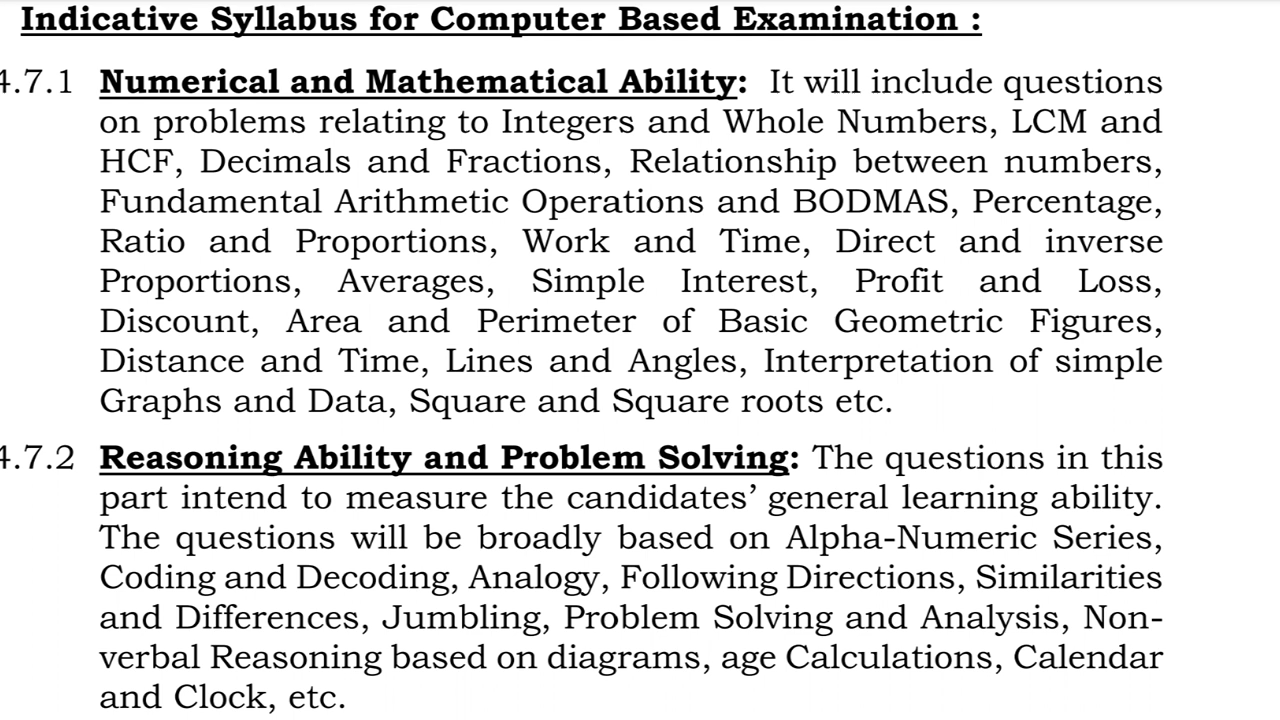 Indicative Syllabus for Computer Based Examination :
4.7.1 Numerical and Mathematical Ability: It will include questions
on problems relating to Integers and Whole Numbers, LCM and
HCF, Decimals and Fractions, Relationship between numbers,
Fundamental Arithmetic Operations and BODMAS, Percentage,
Ratio and Proportions, Work and Time, Direct and inverse
Proportions, Averages, Simple Interest, Profit and Loss,
Discount, Area and Perimeter of Basic Geometric Figures,
Distance and Time, Lines and Angles, Interpretation of simple
Graphs and Data, Square and Square roots etc.
4.7.2 Reasoning Ability and Problem Solving: The questions in this
part intend to measure the candidates’ general learning ability.
The questions will be broadly based on Alpha-Numeric Series,
Coding and Decoding, Analogy, Following Directions, Similarities
and Differences, Jumbling, Problem Solving and Analysis, Non-
verbal Reasoning based on diagrams, age Calculations, Calendar
and Clock, etc.